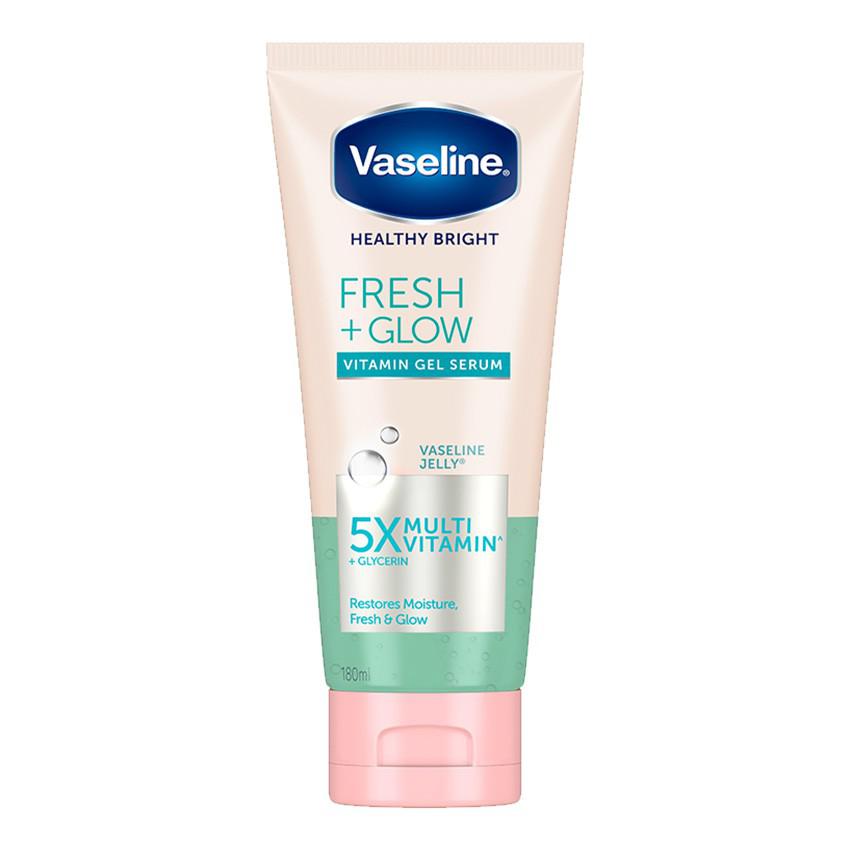 Vaseline®
HEALTHY BRIGHT
FRESH
+ GLOW
VITAMIN GEL SERUM
VASELINE
JELLY®
5X MULTI
VITAMIN^
+ GLYCERIN
Restores Moisture,
Fresh & Glow
180ml